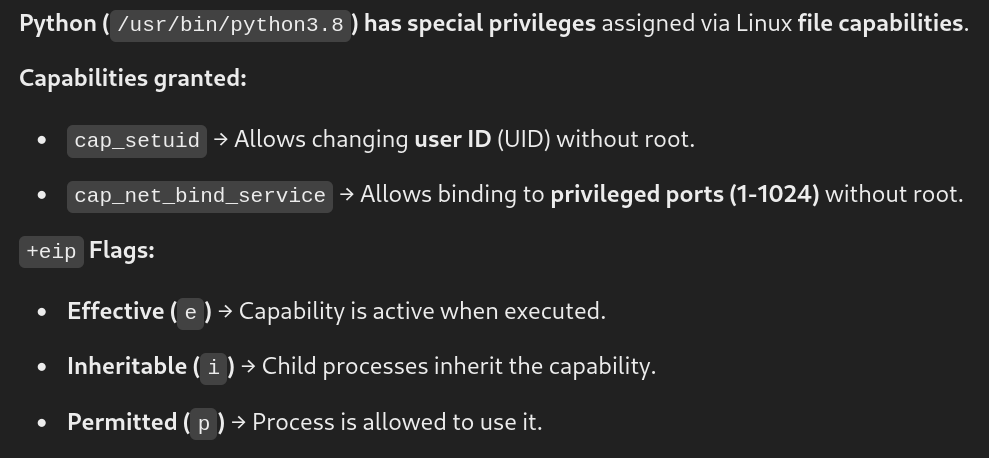 Python (/usr/bin/python3.8) has special privileges assigned via Linux file capabilities.
Capabilities granted:
• cap_setuid → Allows changing user ID (UID) without root.
• cap_net_bind_service → Allows binding to privileged ports (1-1024) without root.
+eip Flags:
• Effective (e) → Capability is active when executed.
• Inheritable (i) → Child processes inherit the capability.
• Permitted (p) → Process is allowed to use it.